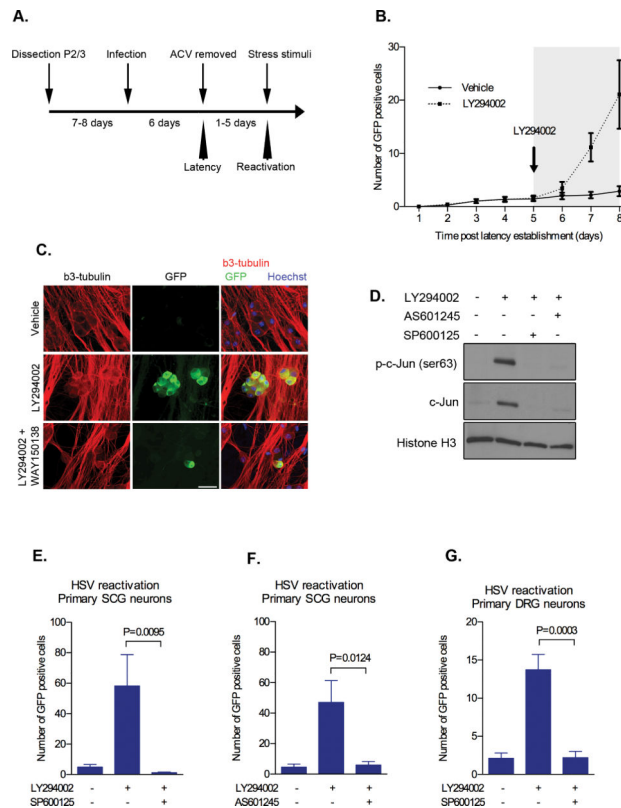 A.
Dissection P2/3 Infection ACV removed Stress stimuli
7-8 days 6 days 1-5 days
Latency Reactivation
B.
Number of GFP positive cells
30
20
10
0
Vehicle
LY294002
LY294002
1 2 3 4 5 6 7 8
Time post latency establishment (days)
C.
b3-tubulin GFP
b3-tubulin
GFP Hoechst
Vehicle
LY294002
LY294002 +
WAY150138
D.
LY294002 - + + +
AS601245 - - - +
SP600125 - - + -
p-c-Jun (ser63)
c-Jun
Histone H3
E.
HSV reactivation
Primary SCG neurons
Number of GFP positive cells
100
80
60
40
20
0
P=0.0095
LY294002 - + +
SP600125 - - +
F.
HSV reactivation
Primary SCG neurons
Number of GFP positive cells
100
80
60
40
20
0
P=0.0124
LY294002 - + +
AS601245 - - +
G.
HSV reactivation
Primary DRG neurons
Number of GFP positive cells
20
15
10
5
0
P=0.0003
LY294002 - + +
SP600125 - - +